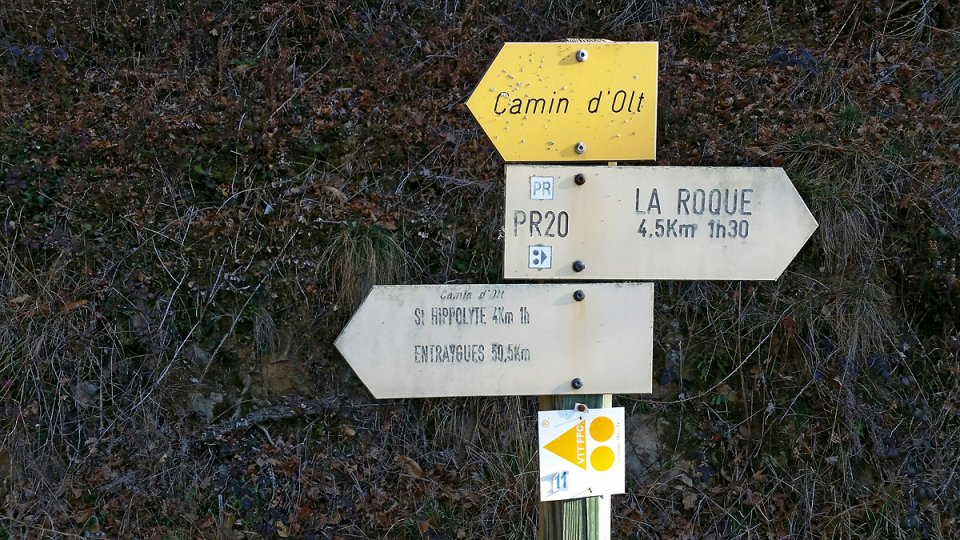 Camin d'Olt
PR
PR20
LA ROQUE
4.5Km 1h30
Camin d'Olt
St HIPPOLYTE 4Km 1h
ENTRAYGUES 50,5Km
VTT FFC
11